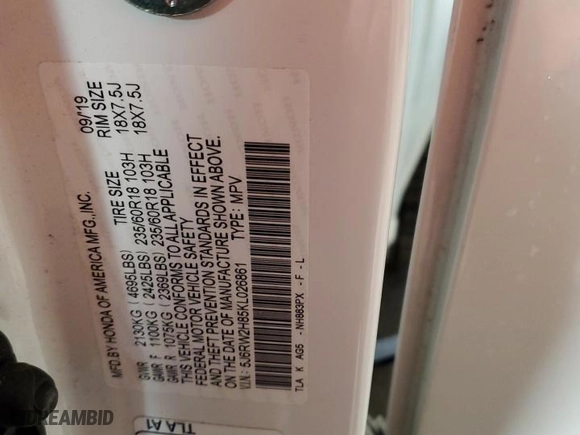 MFD.BY HONDA OF AMERICA MFG.,INC. 09/'19
TIRE SIZE RIM SIZE
GVWR 2130KG (4695LBS)
GAWR F 1100KG (2425LBS) 235/60R18 103H 18X7.5J
GAWR R 1075KG (2369LBS) 235/60R18 103H 18X7.5J
THIS VEHICLE CONFORMS TO ALL APPLICABLE
FEDERAL MOTOR VEHICLE SAFETY
AND THEFT PREVENTION STANDARDS IN EFFECT
ON THE DATE OF MANUFACTURE SHOWN ABOVE.
V.I.N.: 5J6RW2H85KL026861 TYPE: MPV
TLA K AG5 - NH883PX - F - L
TLA A1
DREAMBID